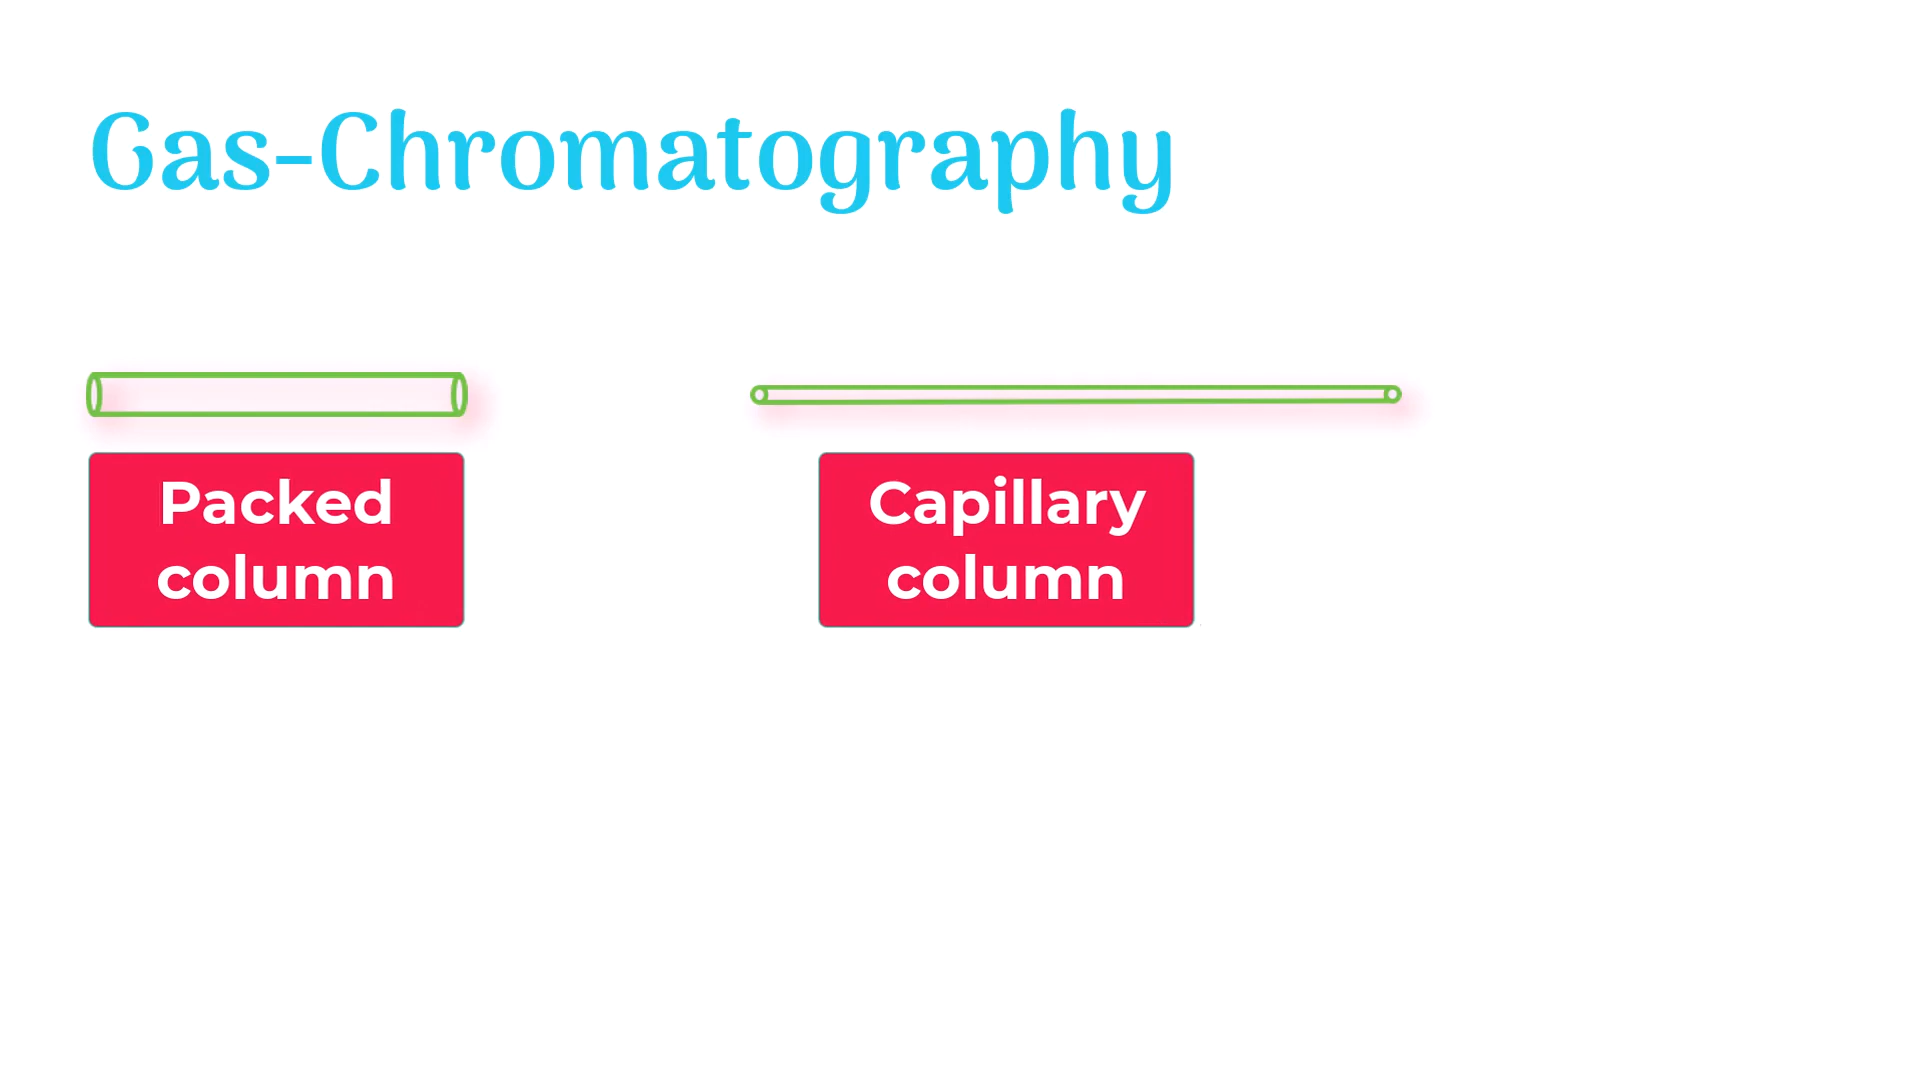 Gas-Chromatography
Packed
column
Capillary
column